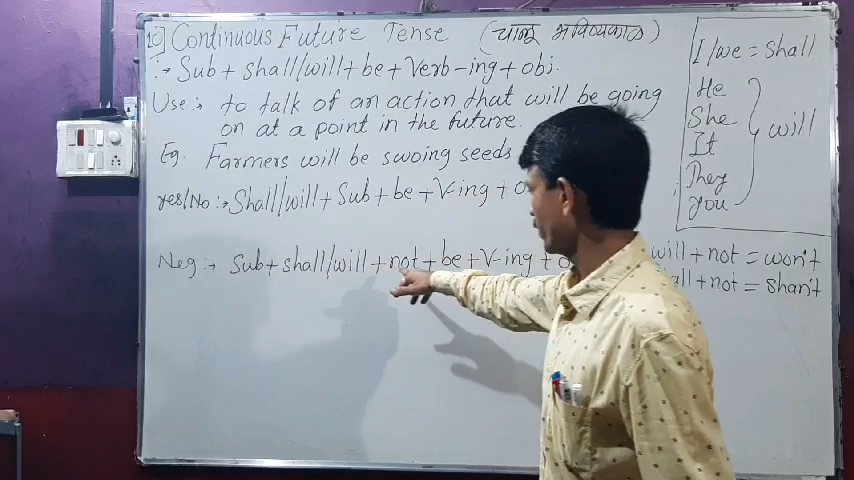 10] Continuous Future Tense (चालू भविष्यकाळ)
:→ Sub + shall/will + be + Verb-ing + obj.
Use :→ to talk of an action that will be going
on at a point in the future.
Eg. Farmers will be swoing seeds
yes/No :→ Shall/will + Sub + be + V-ing +
Neg :→ Sub + shall/will + not + be + V-ing +
I/we = Shall
He
She
It
They
you
} will
will + not = won't
all + not = shan't